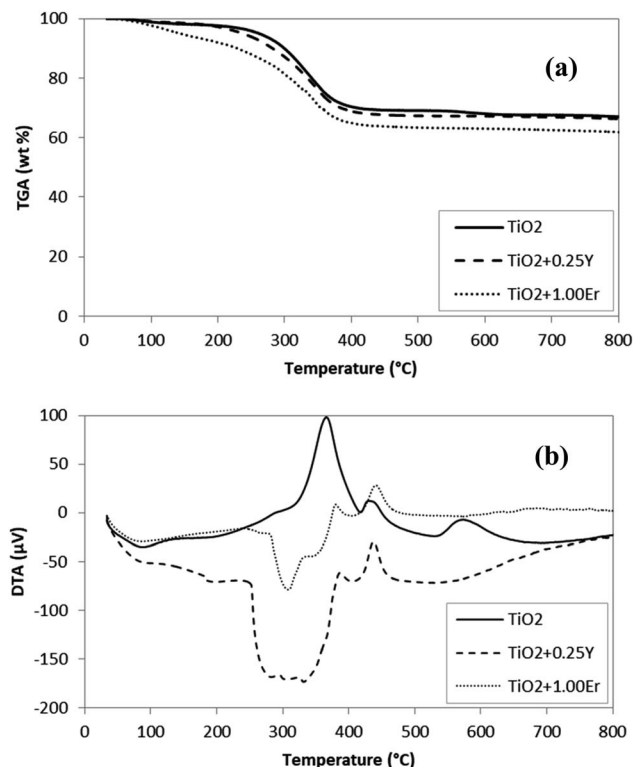 100
80
60
40
20
0
TGA (wt %)
(a)
TiO2
TiO2+0.25Y
TiO2+1.00Er
0 100 200 300 400 500 600 700 800
Temperature (°C)
100
50
0
-50
-100
-150
-200
DTA (µV)
(b)
TiO2
TiO2+0.25Y
TiO2+1.00Er
0 100 200 300 400 500 600 700 800
Temperature (°C)